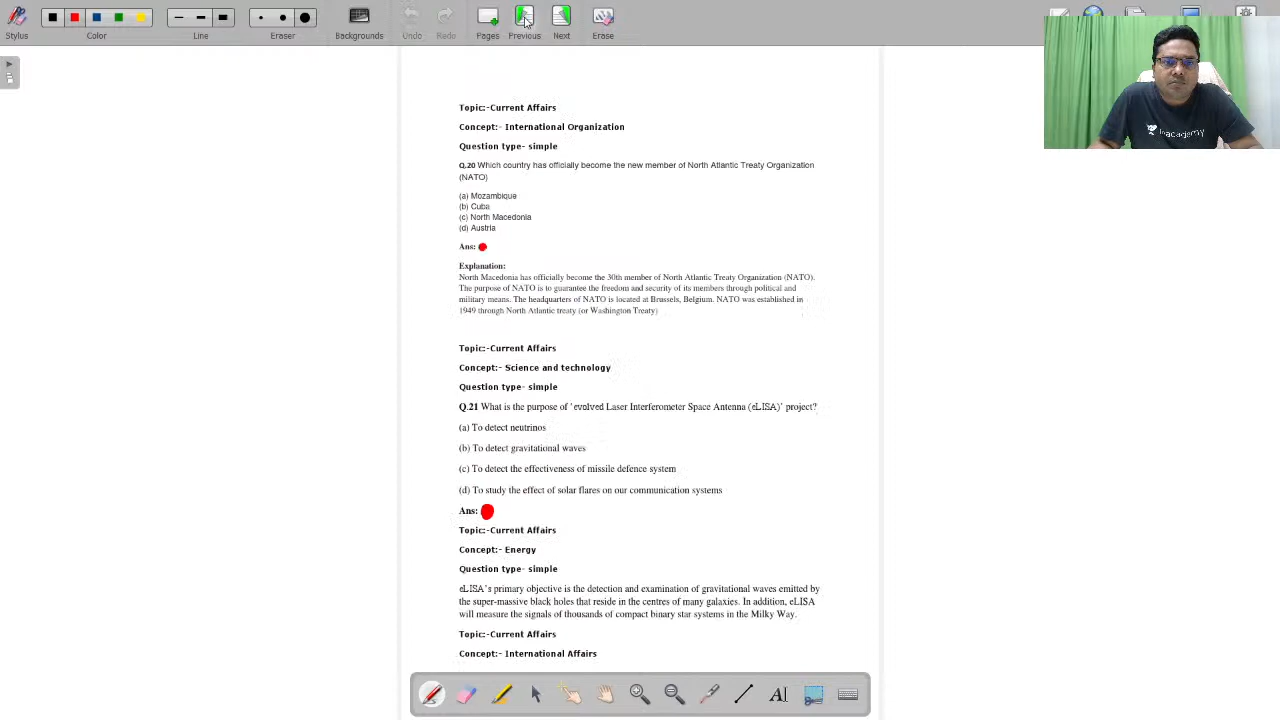 Stylus
Color
Line
Eraser
Backgrounds
Undo
Redo
Pages
Previous
Next
Erase
Topic:-Current Affairs
Concept:- International Organization
Question type- simple
Q.20 Which country has officially become the new member of North Atlantic Treaty Organization
(NATO)
(a) Mozambique
(b) Cuba
(c) North Macedonia
(d) Austria
Ans:
Explanation:
North Macedonia has officially become the 30th member of North Atlantic Treaty Organization (NATO).
The purpose of NATO is to guarantee the freedom and security of its members through political and
military means. The headquarters of NATO is located at Brussels, Belgium. NATO was established in
1949 through North Atlantic treaty (or Washington Treaty)
Topic:-Current Affairs
Concept:- Science and technology
Question type- simple
Q.21 What is the purpose of 'evolved Laser Interferometer Space Antenna (eLISA)' project?
(a) To detect neutrinos
(b) To detect gravitational waves
(c) To detect the effectiveness of missile defence system
(d) To study the effect of solar flares on our communication systems
Ans:
Topic:-Current Affairs
Concept:- Energy
Question type- simple
eLISA's primary objective is the detection and examination of gravitational waves emitted by
the super-massive black holes that reside in the centres of many galaxies. In addition, eLISA
will measure the signals of thousands of compact binary star systems in the Milky Way.
Topic:-Current Affairs
Concept:- International Affairs